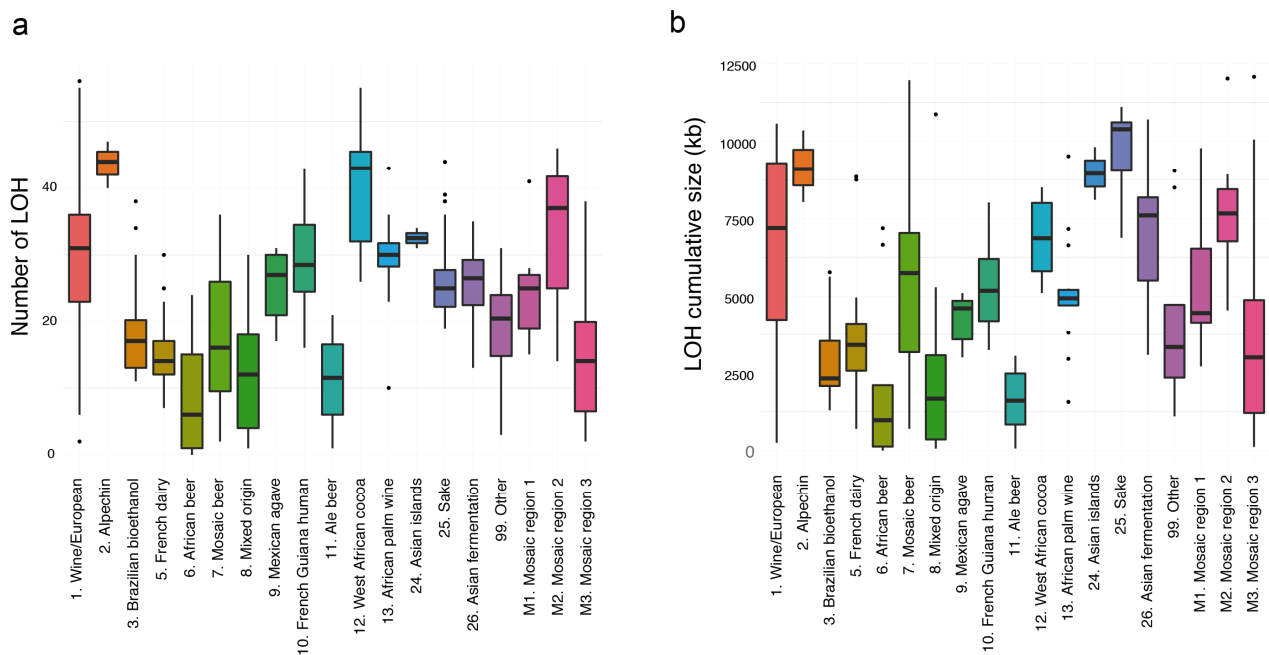 a
Number of LOH
40
20
0
1. Wine/European
2. Alpechin
3. Brazilian bioethanol
5. French dairy
6. African beer
7. Mosaic beer
8. Mixed origin
9. Mexican agave
10. French Guiana human
11. Ale beer
12. West African cocoa
13. African palm wine
24. Asian islands
25. Sake
26. Asian fermentation
99. Other
M1. Mosaic region 1
M2. Mosaic region 2
M3. Mosaic region 3
b
LOH cumulative size (kb)
12500
10000
7500
5000
2500
0
1. Wine/European
2. Alpechin
3. Brazilian bioethanol
5. French dairy
6. African beer
7. Mosaic beer
8. Mixed origin
9. Mexican agave
10. French Guiana human
11. Ale beer
12. West African cocoa
13. African palm wine
24. Asian islands
25. Sake
26. Asian fermentation
99. Other
M1. Mosaic region 1
M2. Mosaic region 2
M3. Mosaic region 3